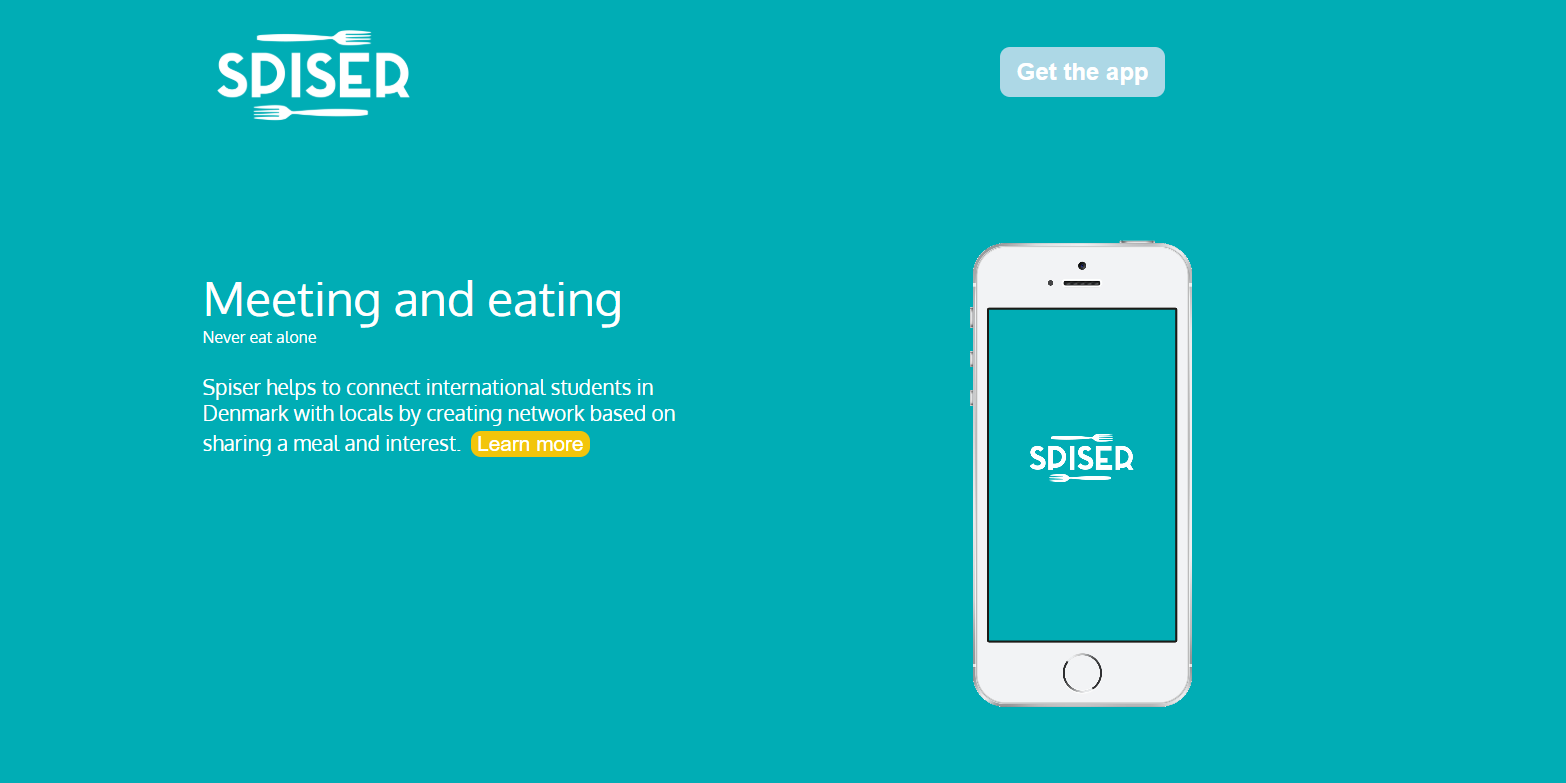 SPISER
Get the app
Meeting and eating
Never eat alone
Spiser helps to connect international students in
Denmark with locals by creating network based on
sharing a meal and interest. Learn more
SPISER